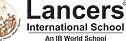 Lancers
International School
An IB World School